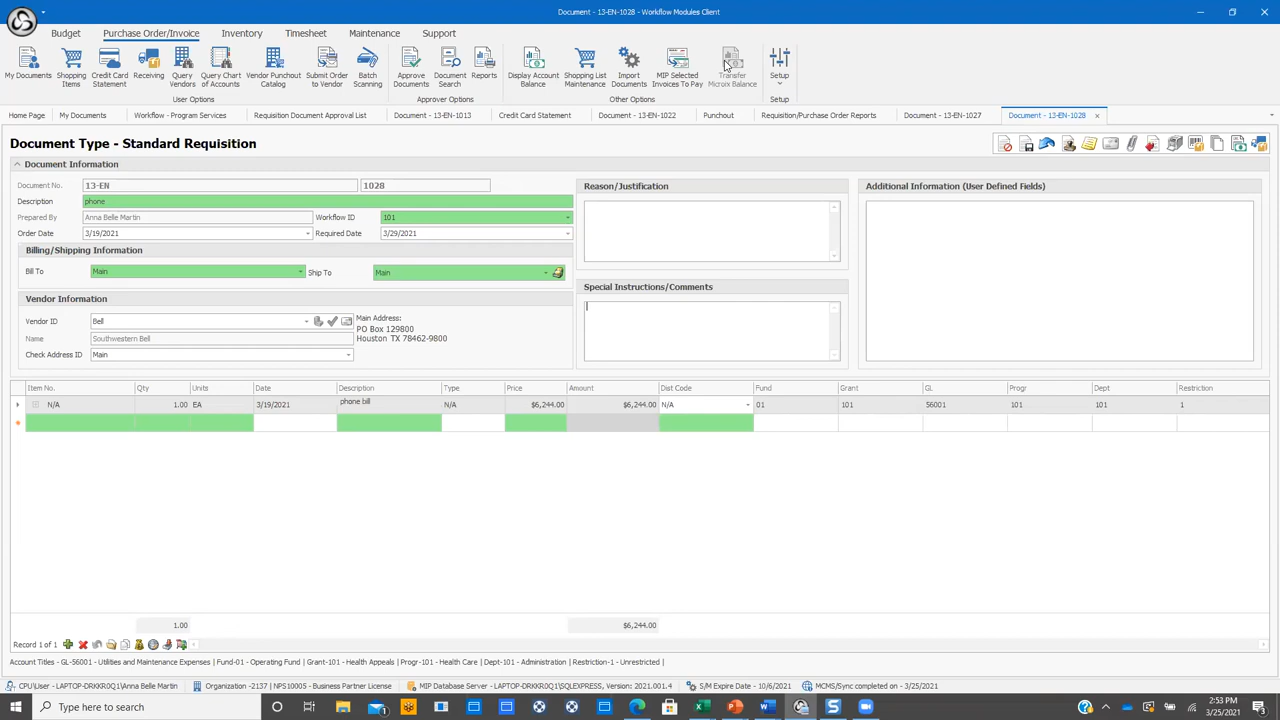 Document - 13-EN-1028 - Workflow Modules Client
Budget Purchase Order/Invoice Inventory Timesheet Maintenance Support
My Documents
Shopping Items
Credit Card Statement
Receiving
Query Vendors
Query Chart of Accounts
Vendor Punchout Catalog
Submit Order to Vendor
Batch Scanning
Approve Documents
Document Search
Reports
Display Account Balance
Shopping List Maintenance
Import Documents
MIP Selected Invoices To Pay
Transfer Microix Balance
Setup
User Options Approver Options Other Options Setup
Home Page My Documents Workflow - Program Services Requisition Document Approval List Document - 13-EN-1013 Credit Card Statement Document - 13-EN-1022 Punchout Requisition/Purchase Order Reports Document - 13-EN-1027 Document - 13-EN-1028 ×
Document Type - Standard Requisition
Document Information
Document No. 13-EN 1028
Description phone
Prepared By Anna Belle Martin Workflow ID 101
Order Date 3/19/2021 Required Date 3/29/2021
Billing/Shipping Information
Bill To Main Ship To Main
Vendor Information
Vendor ID Bell
Name Southwestern Bell
Check Address ID Main
Main Address:
PO Box 129800
Houston TX 78462-9800
Reason/Justification
Special Instructions/Comments
Additional Information (User Defined Fields)
Item No. Qty Units Date Description Type Price Amount Dist Code Fund Grant GL Progr Dept Restriction
N/A 1.00 EA 3/19/2021 phone bill N/A $6,244.00 $6,244.00 N/A 01 101 56001 101 101 1
1.00 $6,244.00
Record 1 of 1
Account Titles - GL-56001 - Utilities and Maintenance Expenses | Fund-01 - Operating Fund | Grant-101 - Health Appeals | Progr-101 - Health Care | Dept-101 - Administration | Restriction-1 - Unrestricted |
CPU\User - LAPTOP-DRKKR0Q1\Anna Belle Martin Organization -2137 | NPS10005 - Business Partner License MIP Database Server - LAPTOP-DRKKR0Q1\SQLEXPRESS, Version: 2021.001.4 S/M Expire Date - 10/6/2021 MCMS/Sync completed on - 3/25/2021
Type here to search
2:53 PM
3/25/2021